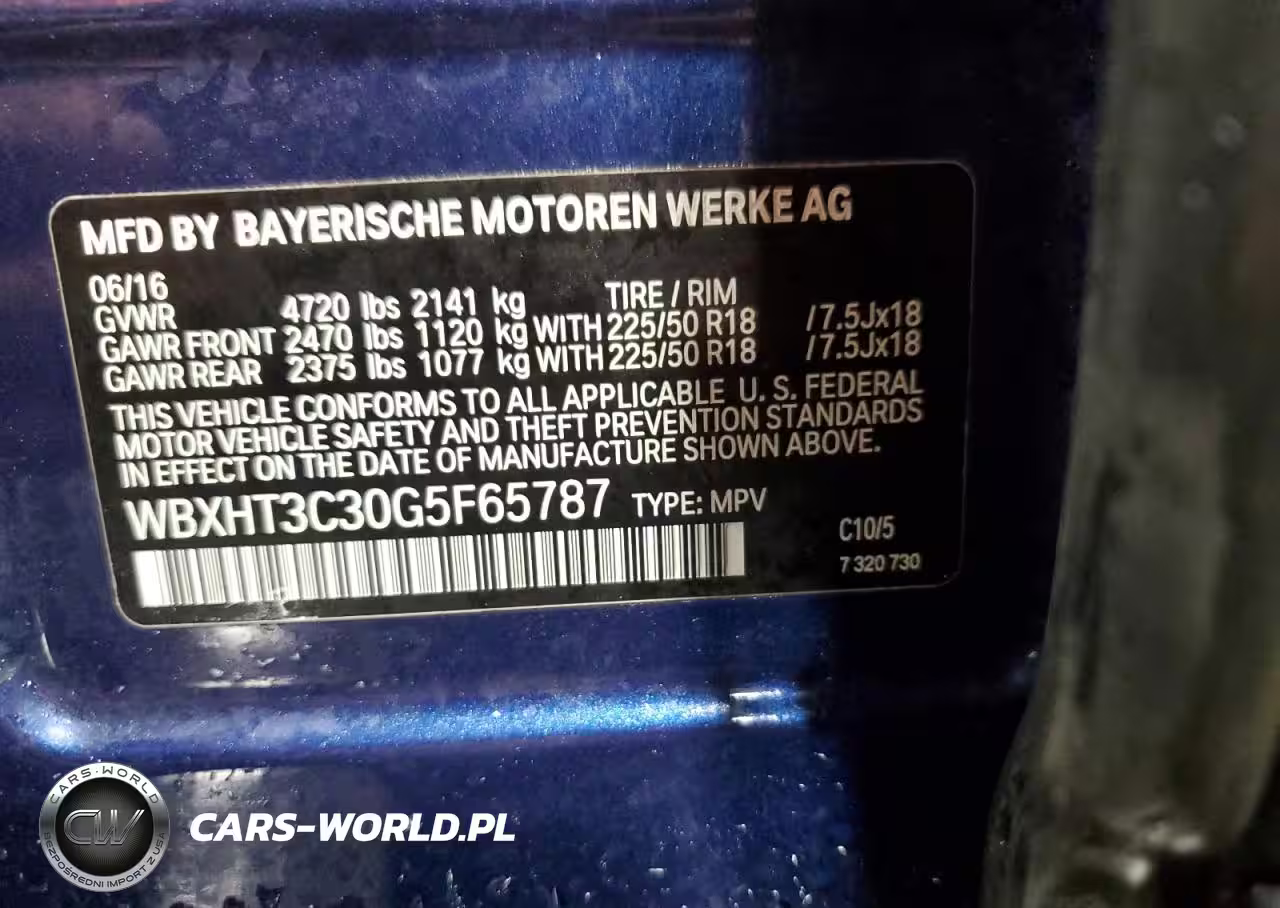 MFD BY BAYERISCHE MOTOREN WERKE AG
06/16
GVWR 4720 lbs 2141 kg TIRE / RIM
GAWR FRONT 2470 lbs 1120 kg WITH 225/50 R18 /7.5Jx18
GAWR REAR 2375 lbs 1077 kg WITH 225/50 R18 /7.5Jx18
THIS VEHICLE CONFORMS TO ALL APPLICABLE U. S. FEDERAL
MOTOR VEHICLE SAFETY AND THEFT PREVENTION STANDARDS
IN EFFECT ON THE DATE OF MANUFACTURE SHOWN ABOVE.
WBXHT3C30G5F65787 TYPE: MPV
C10/5
7 320 730
CARS-WORLD
CW
BEZPOŚREDNI IMPORT Z USA
CARS-WORLD.PL